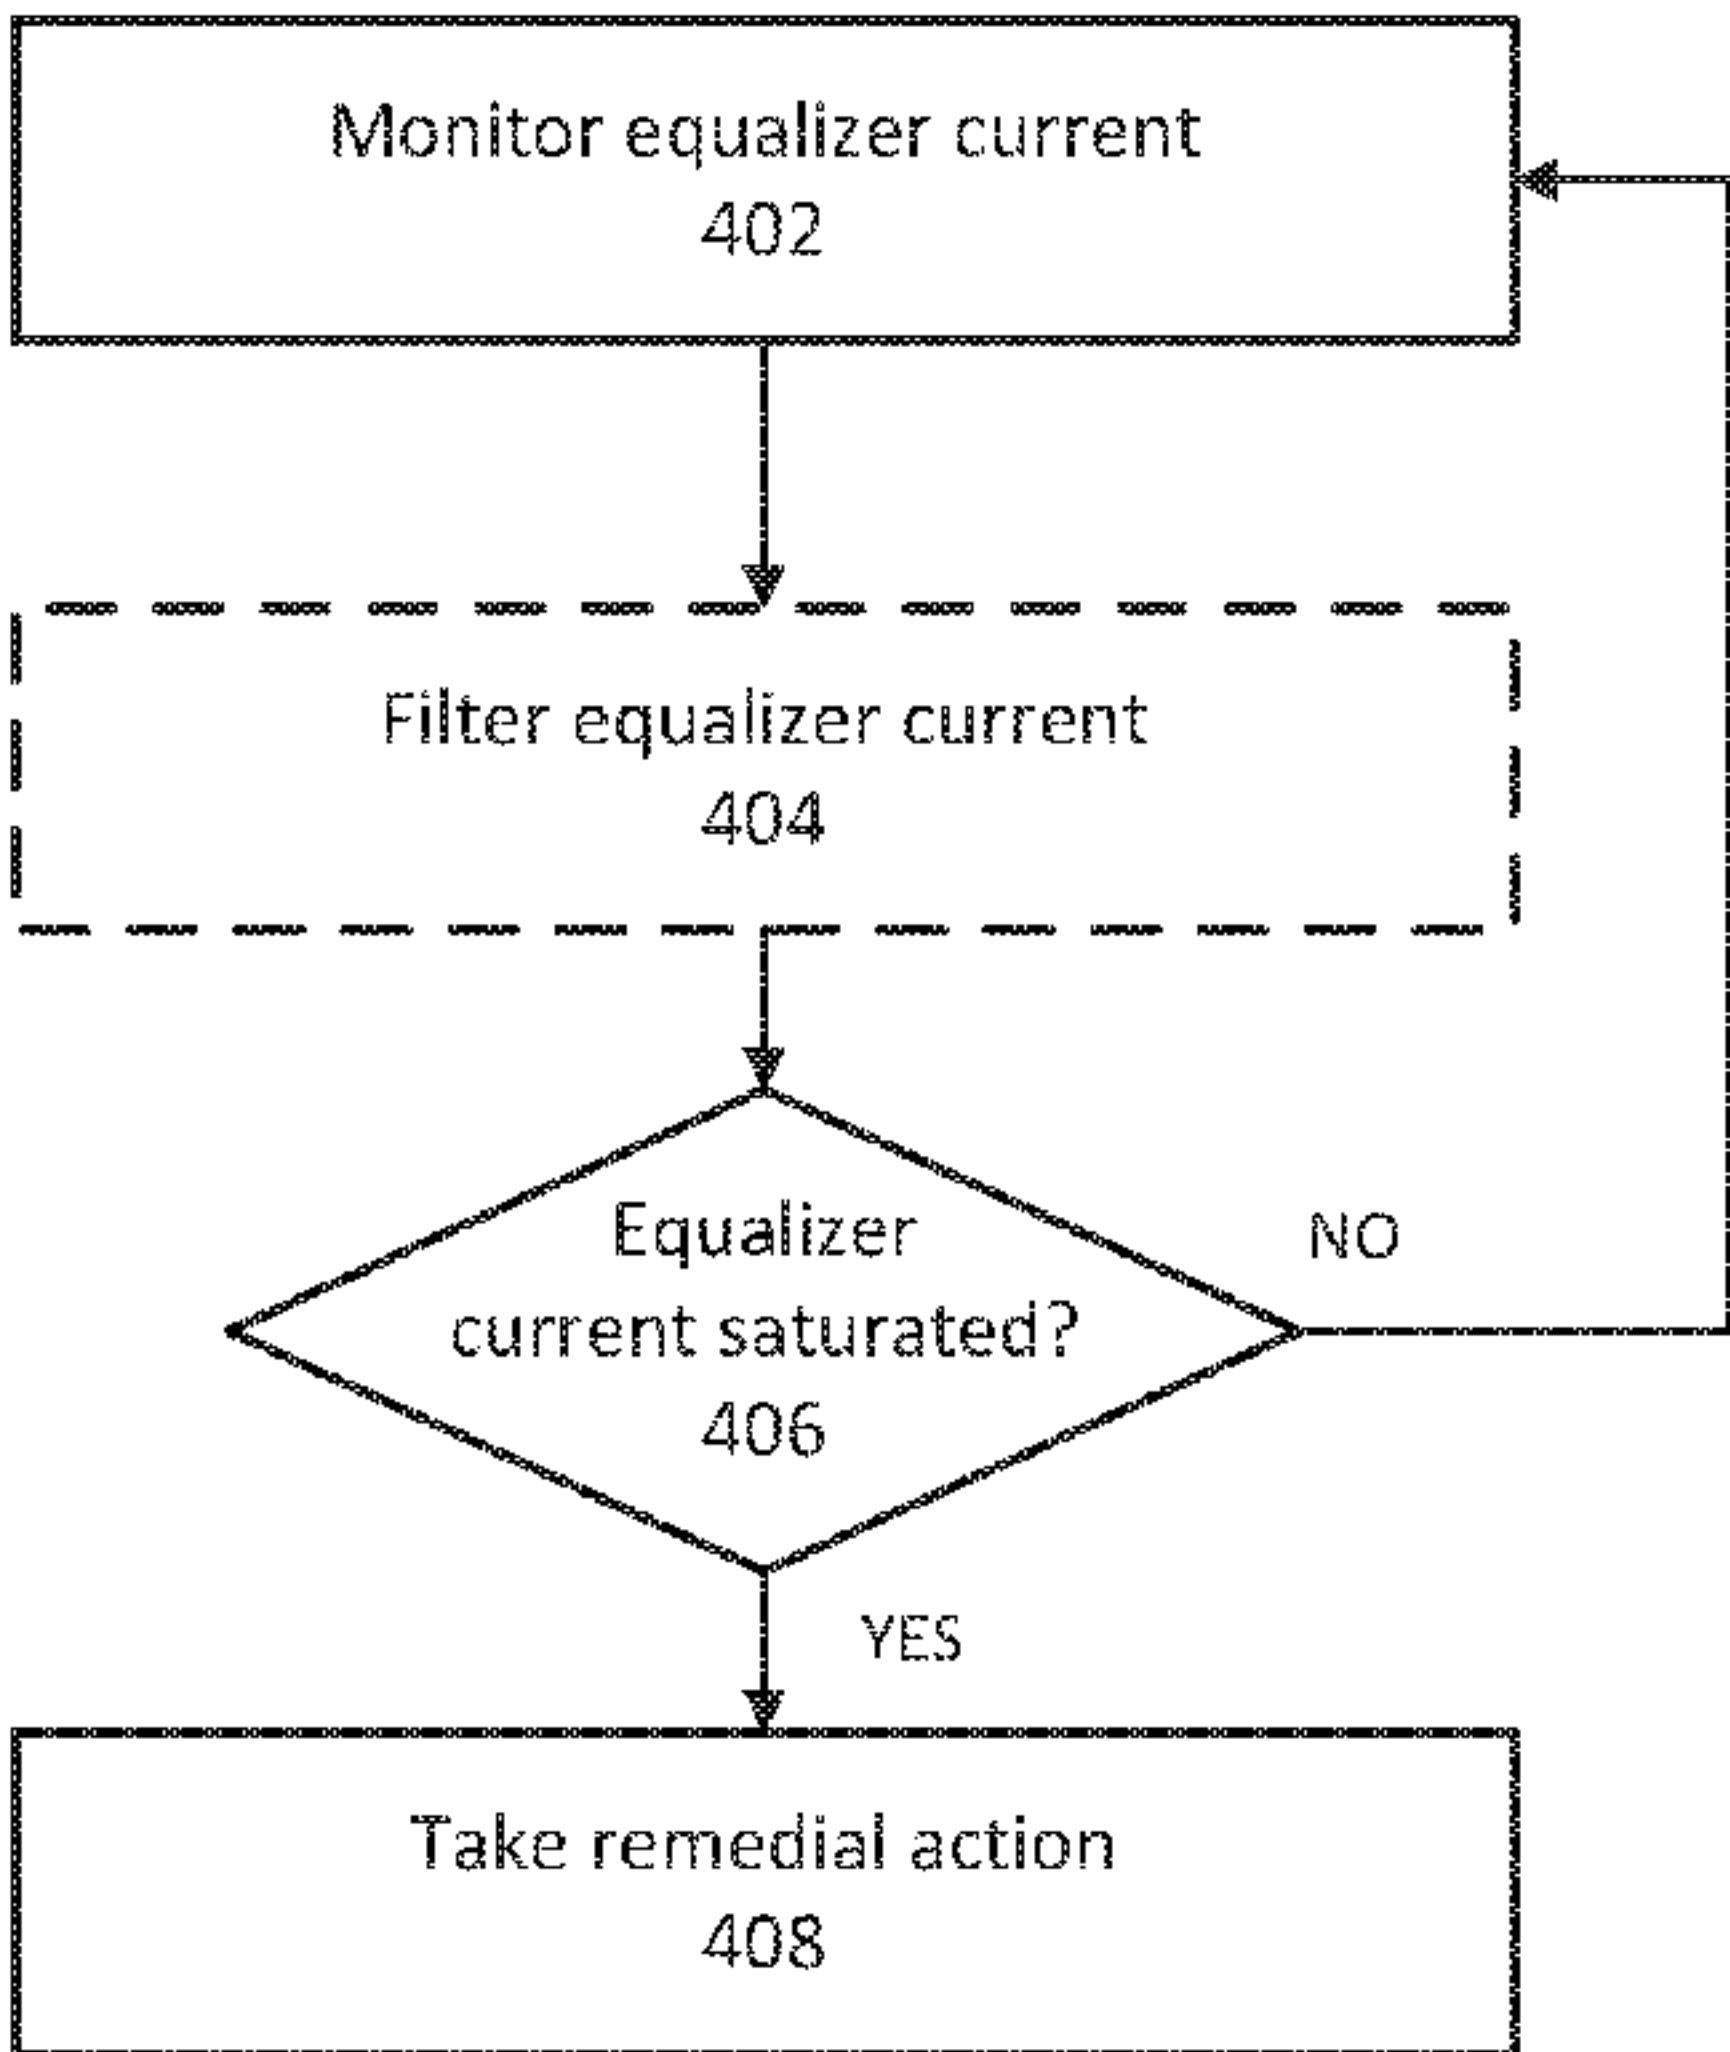 Monitor equalizer current
402
Filter equalizer current
404
Equalizer
current saturated?
406
NO
YES
Take remedial action
408